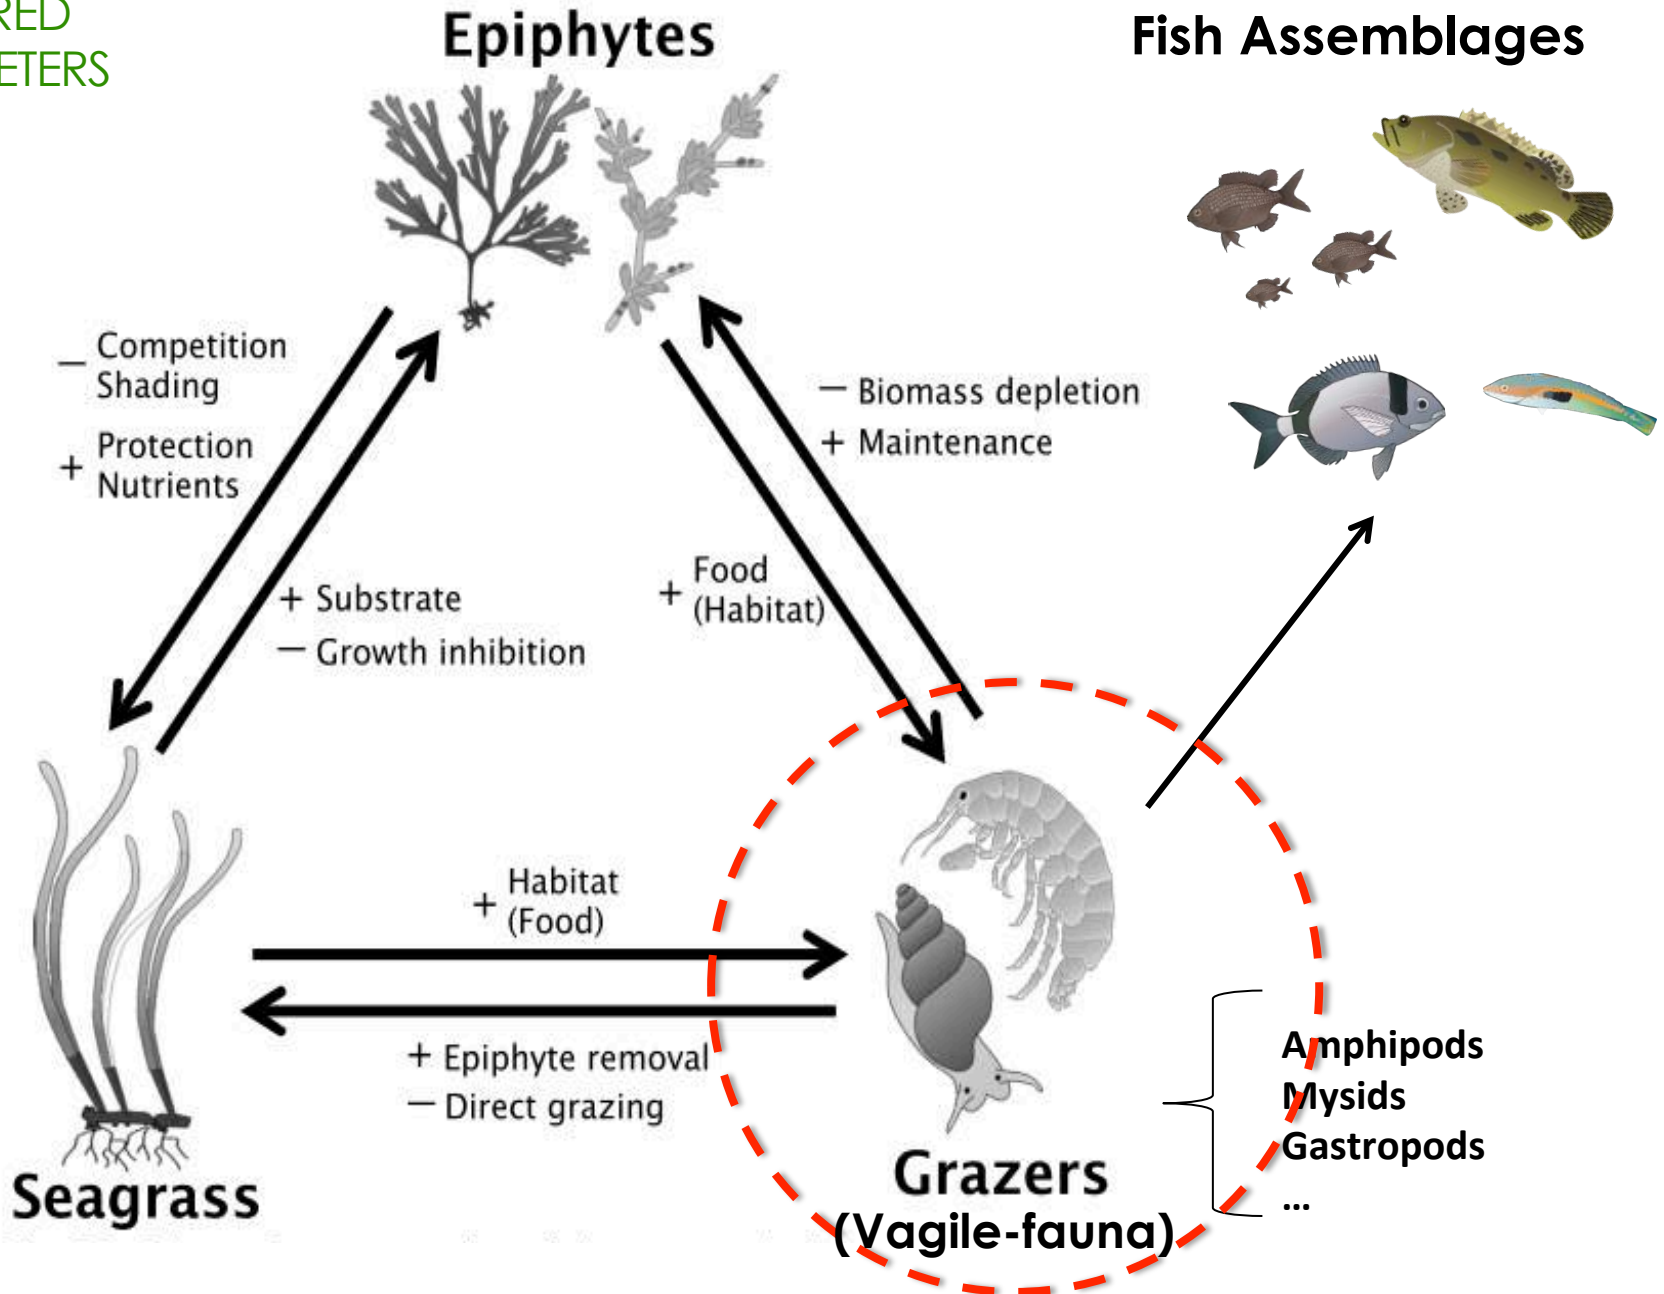 RED
ETERS
Epiphytes
Fish Assemblages
− Competition
Shading
+ Protection
Nutrients
− Biomass depletion
+ Maintenance
+ Food
(Habitat)
+ Substrate
− Growth inhibition
+ Habitat
(Food)
+ Epiphyte removal
− Direct grazing
Seagrass
Grazers
(Vagile-fauna)
Amphipods
Mysids
Gastropods
...